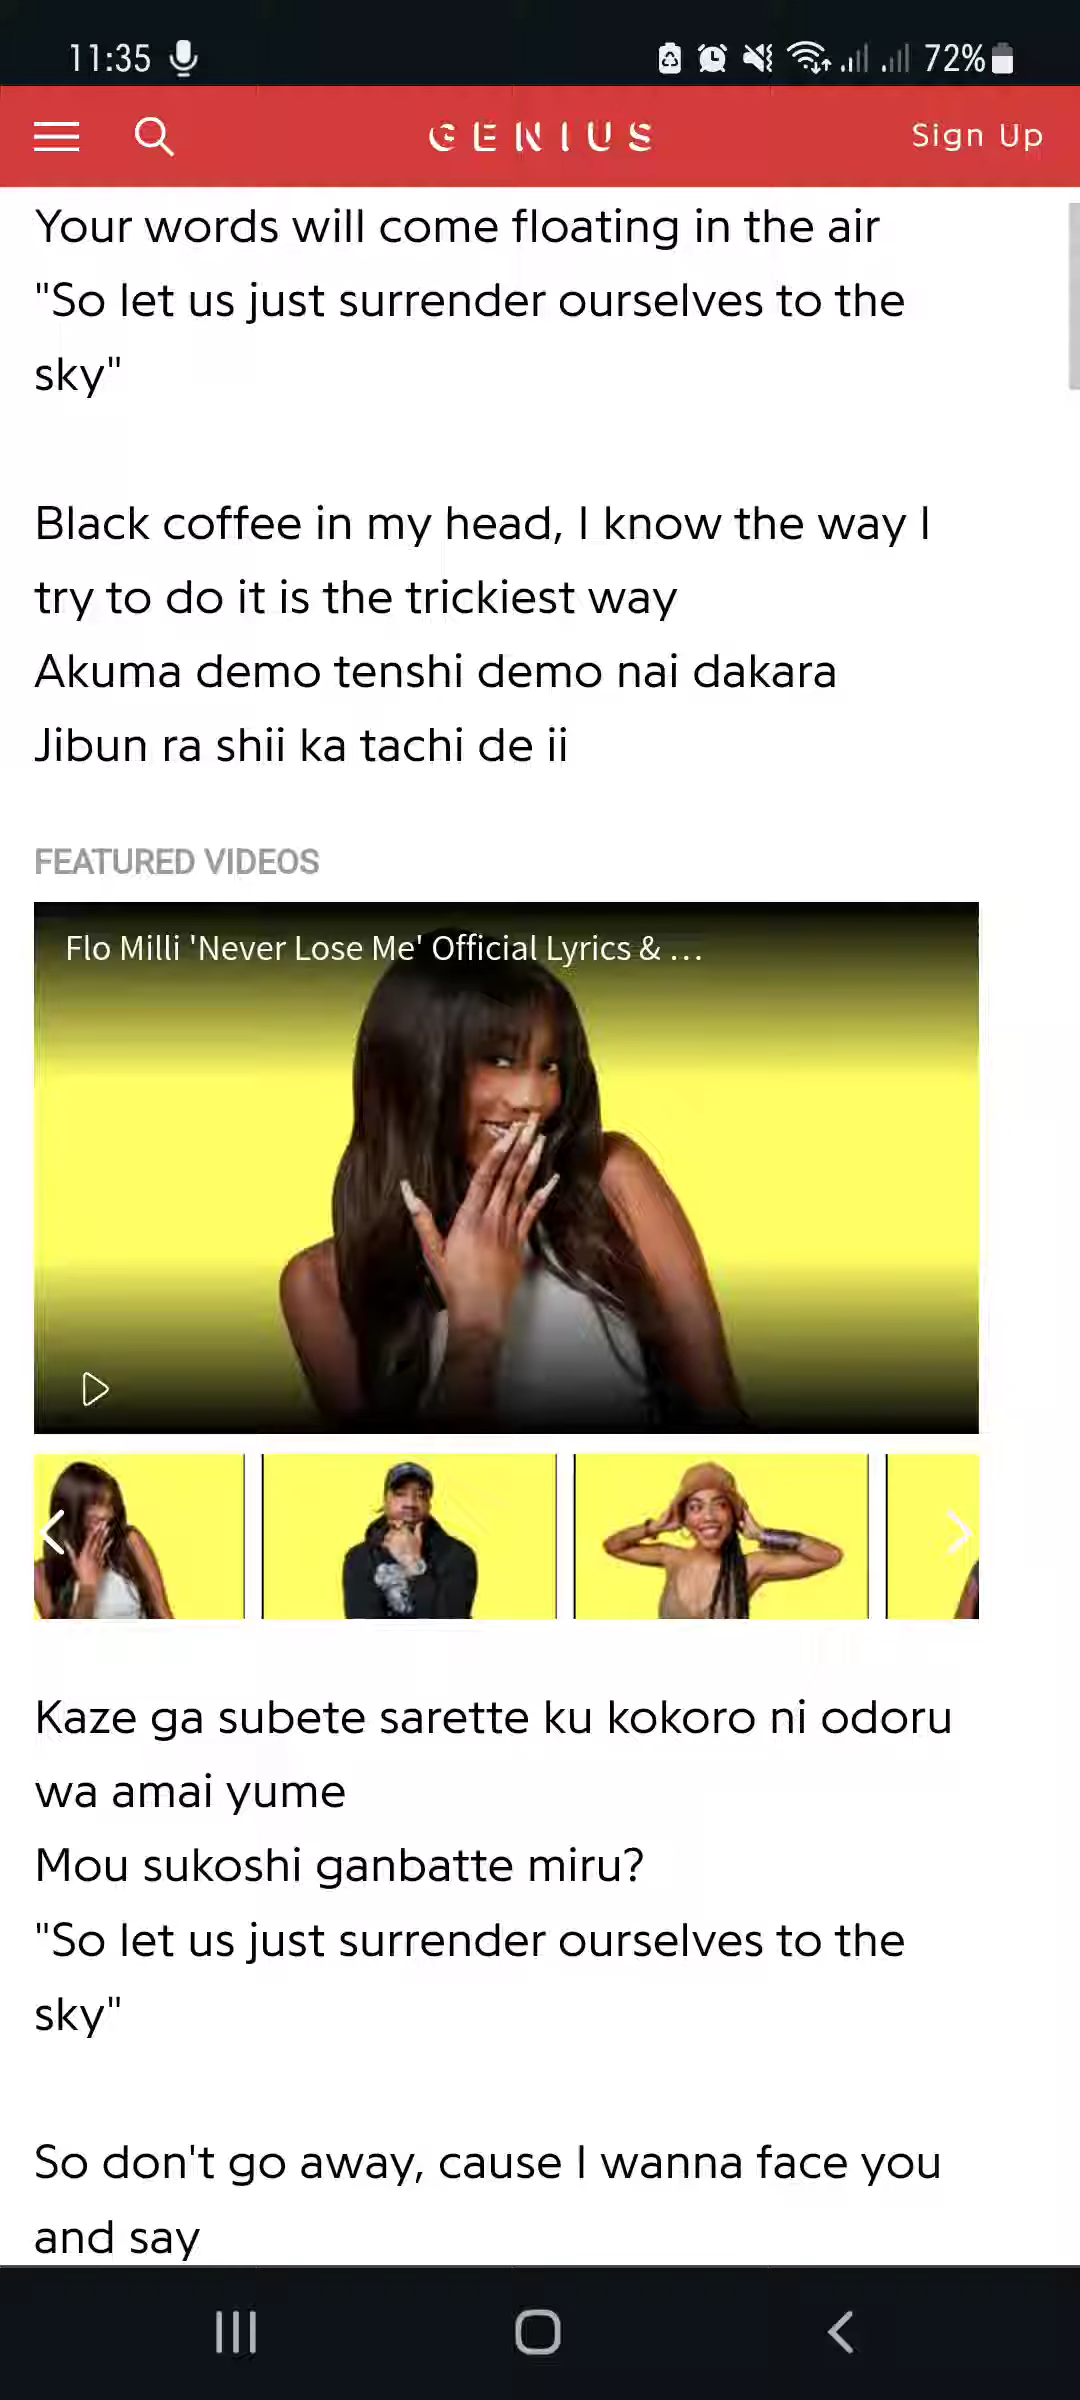 11:35
72%
GENIUS
Sign Up
Your words will come floating in the air
"So let us just surrender ourselves to the
sky"
Black coffee in my head, I know the way I
try to do it is the trickiest way
Akuma demo tenshi demo nai dakara
Jibun ra shii ka tachi de ii
FEATURED VIDEOS
Flo Milli 'Never Lose Me' Official Lyrics & ...
Kaze ga subete sarette ku kokoro ni odoru
wa amai yume
Mou sukoshi ganbatte miru?
"So let us just surrender ourselves to the
sky"
So don't go away, cause I wanna face you
and say